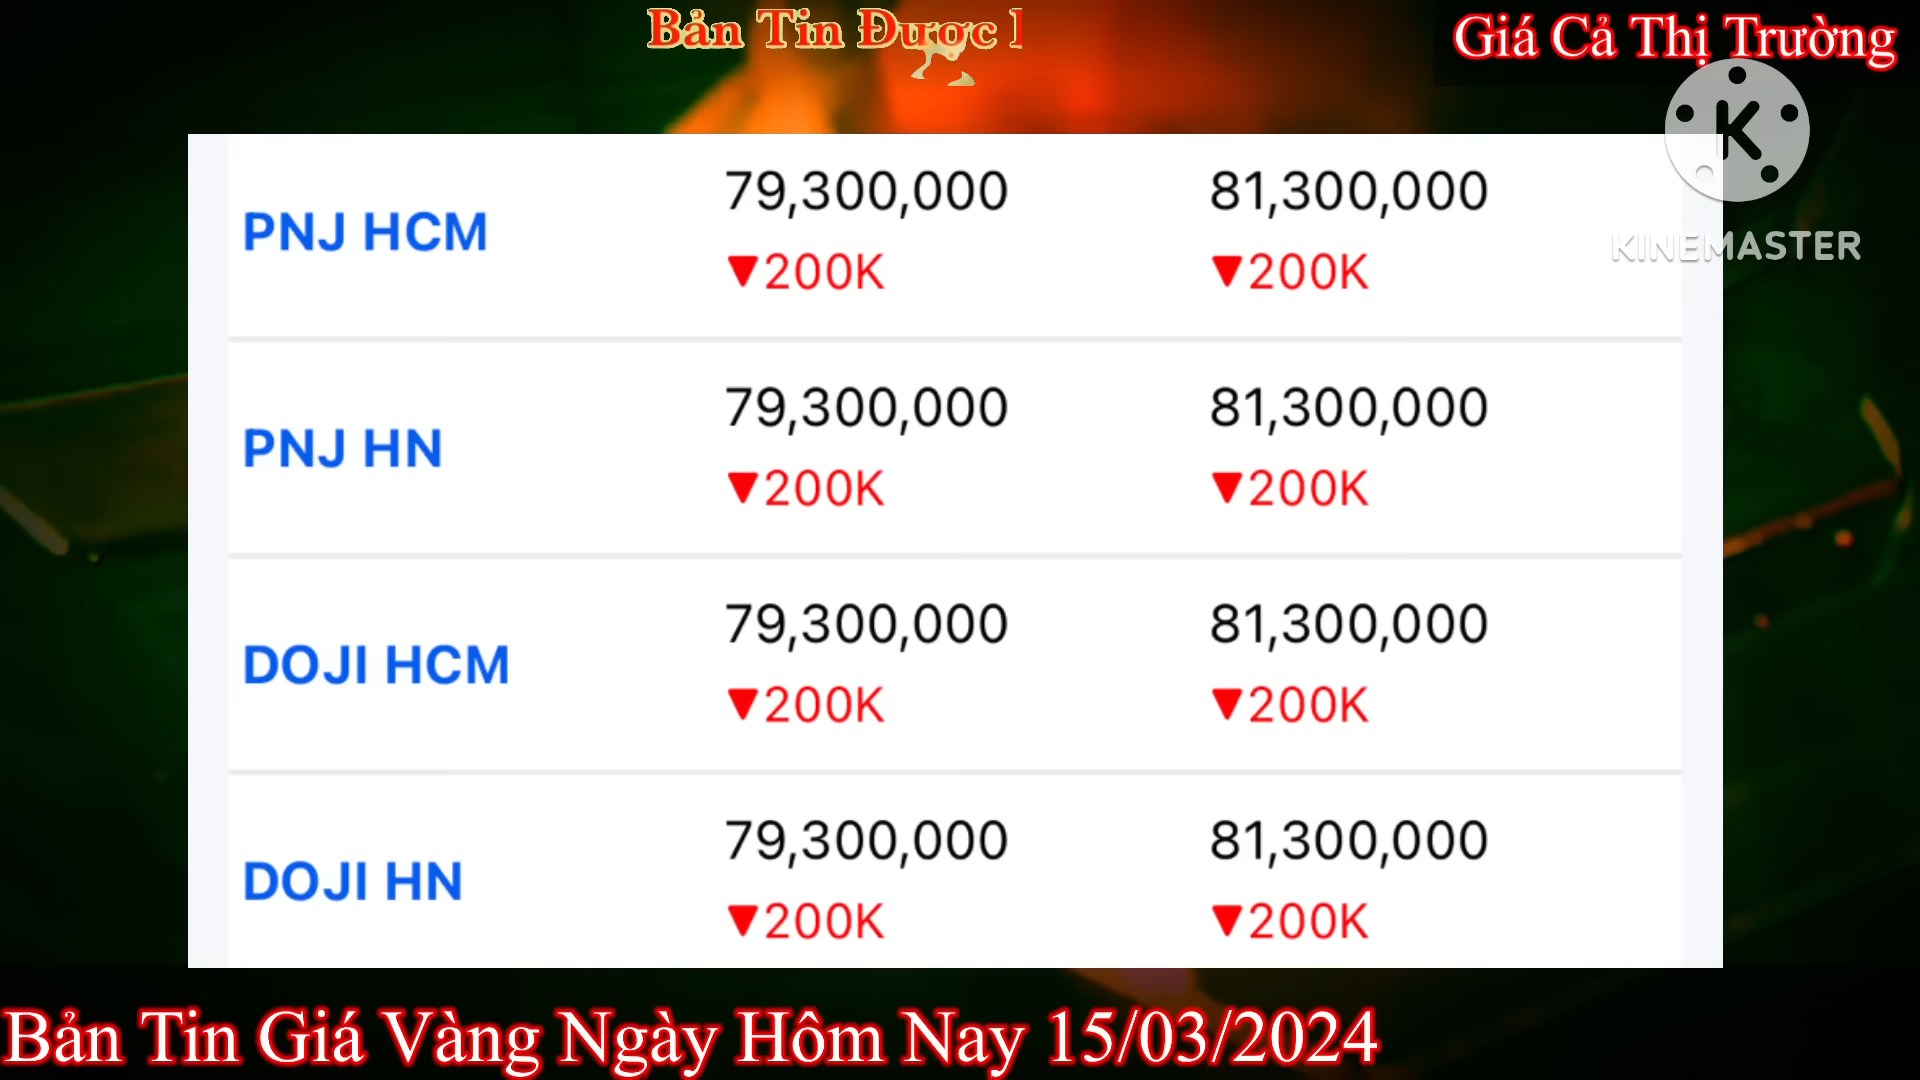 Bản Tin Được
Giá Cả Thị Trường
K
KINEMASTER
PNJ HCM 79,300,000 81,300,000
▼200K ▼200K
PNJ HN 79,300,000 81,300,000
▼200K ▼200K
DOJI HCM 79,300,000 81,300,000
▼200K ▼200K
DOJI HN 79,300,000 81,300,000
▼200K ▼200K
Bản Tin Giá Vàng Ngày Hôm Nay 15/03/2024